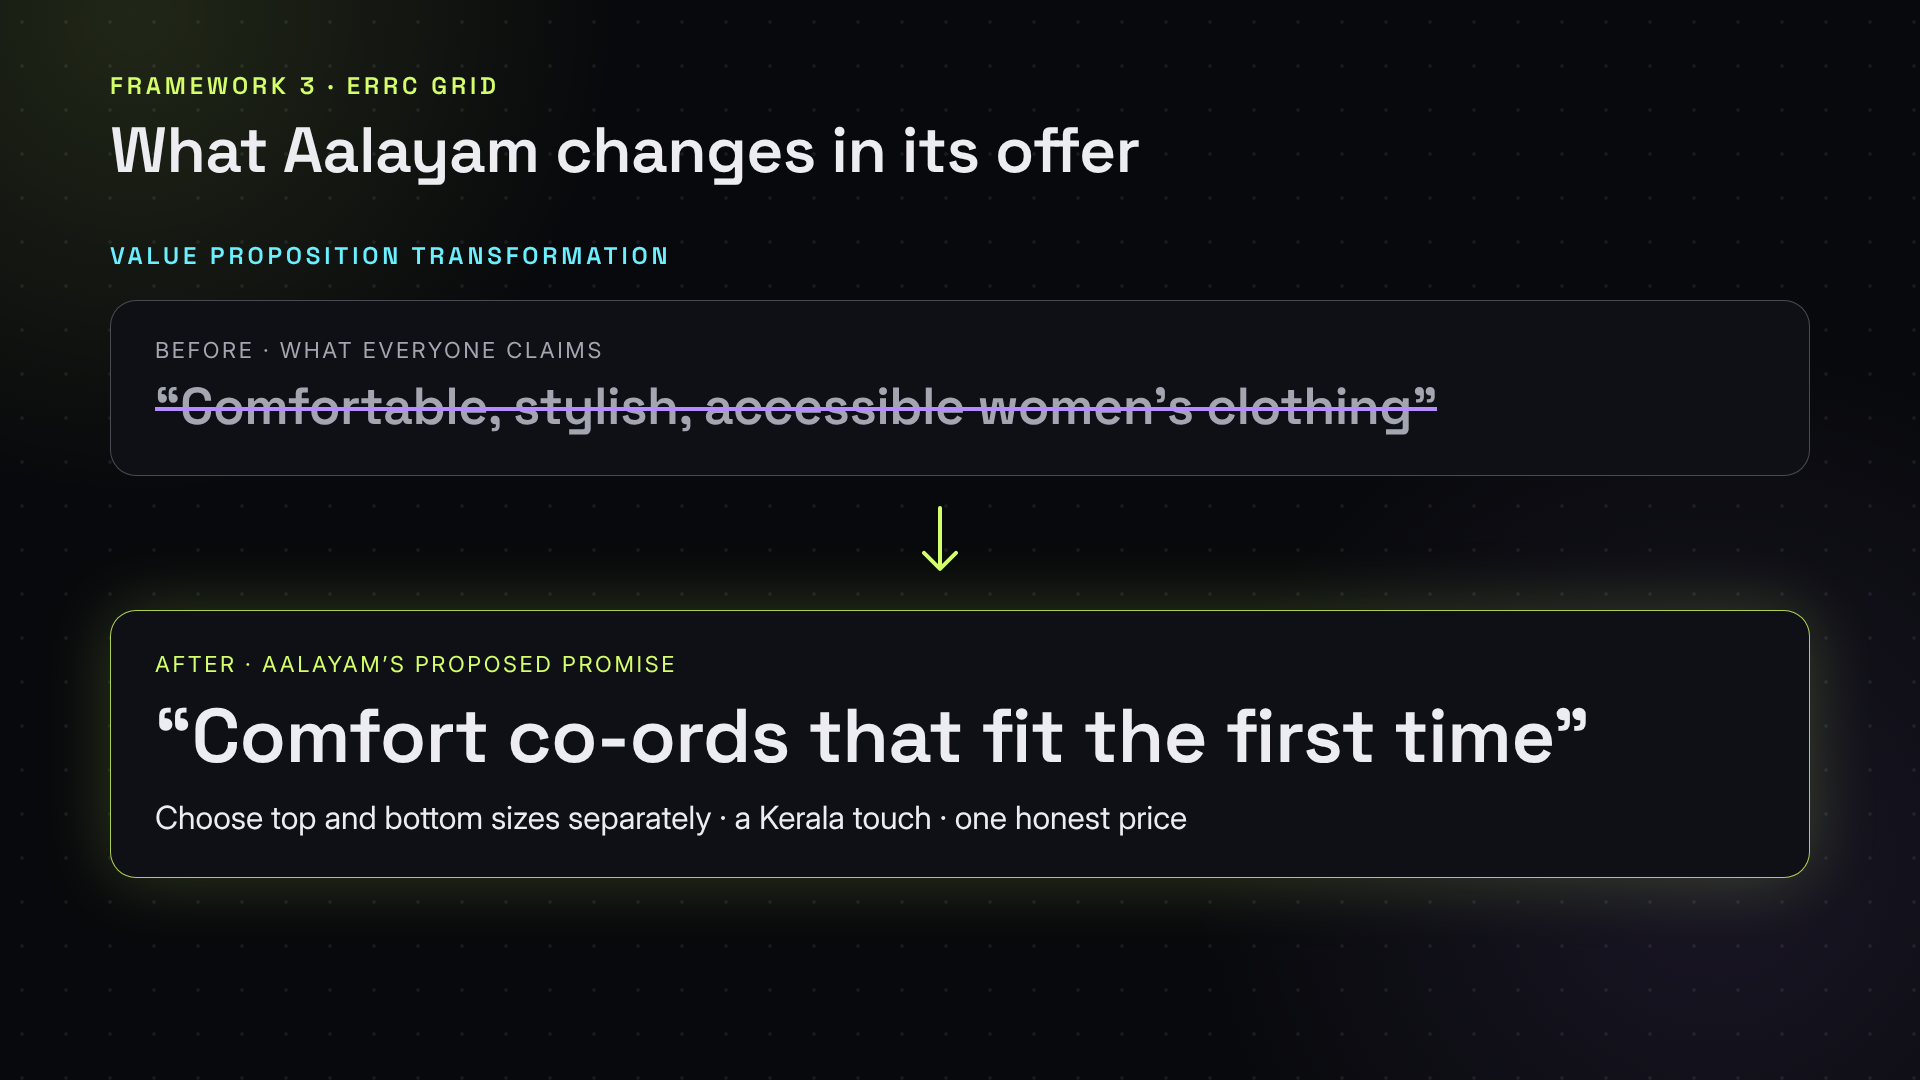 FRAMEWORK 3 · ERRC GRID
What Aalayam changes in its offer
VALUE PROPOSITION TRANSFORMATION
BEFORE · WHAT EVERYONE CLAIMS
“Comfortable, stylish, accessible women’s clothing”
AFTER · AALAYAM’S PROPOSED PROMISE
“Comfort co-ords that fit the first time”
Choose top and bottom sizes separately · a Kerala touch · one honest price